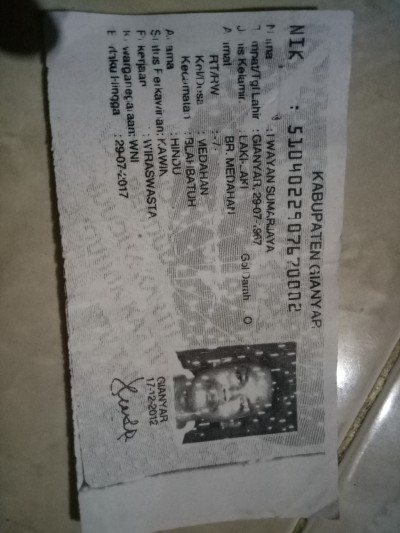 KABUPATEN GIANYAR
NIK : 5104022907670002
Nama : I WAYAN SUMARJAYA
Tempat/Tgl Lahir : GIANYAR, 29-07-1967
Jenis Kelamin : LAKI-LAKI Gol Darah : O
Alamat : BR. MEDAHAN
RT/RW : -/-
Kel/Desa : MEDAHAN
Kecamatan : BLAHBATUH
Agama : HINDU
Status Perkawinan: KAWIN
Pekerjaan : WIRASWASTA
Kewarganegaraan: WNI
Berlaku Hingga : 29-07-2017
GIANYAR
17-12-2012